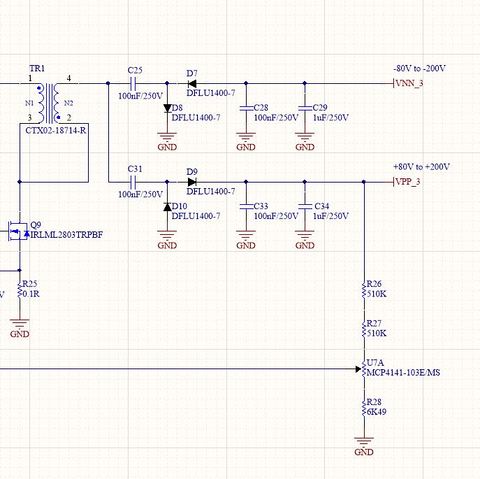 TR1
1
4
N1
N2
3
2
CTX02-18714-R
C25
100nF/250V
D7
DFLU1400-7
D8
DFLU1400-7
GND
C28
100nF/250V
GND
C29
1uF/250V
GND
-80V to -200V
VNN_3
C31
100nF/250V
D9
DFLU1400-7
D10
DFLU1400-7
GND
C33
100nF/250V
GND
C34
1uF/250V
GND
+80V to +200V
VPP_3
Q9
IRLML2803TRPBF
V
R25
0.1R
GND
R26
510K
R27
510K
U7A
MCP4141-103E/MS
R28
6K49
GND